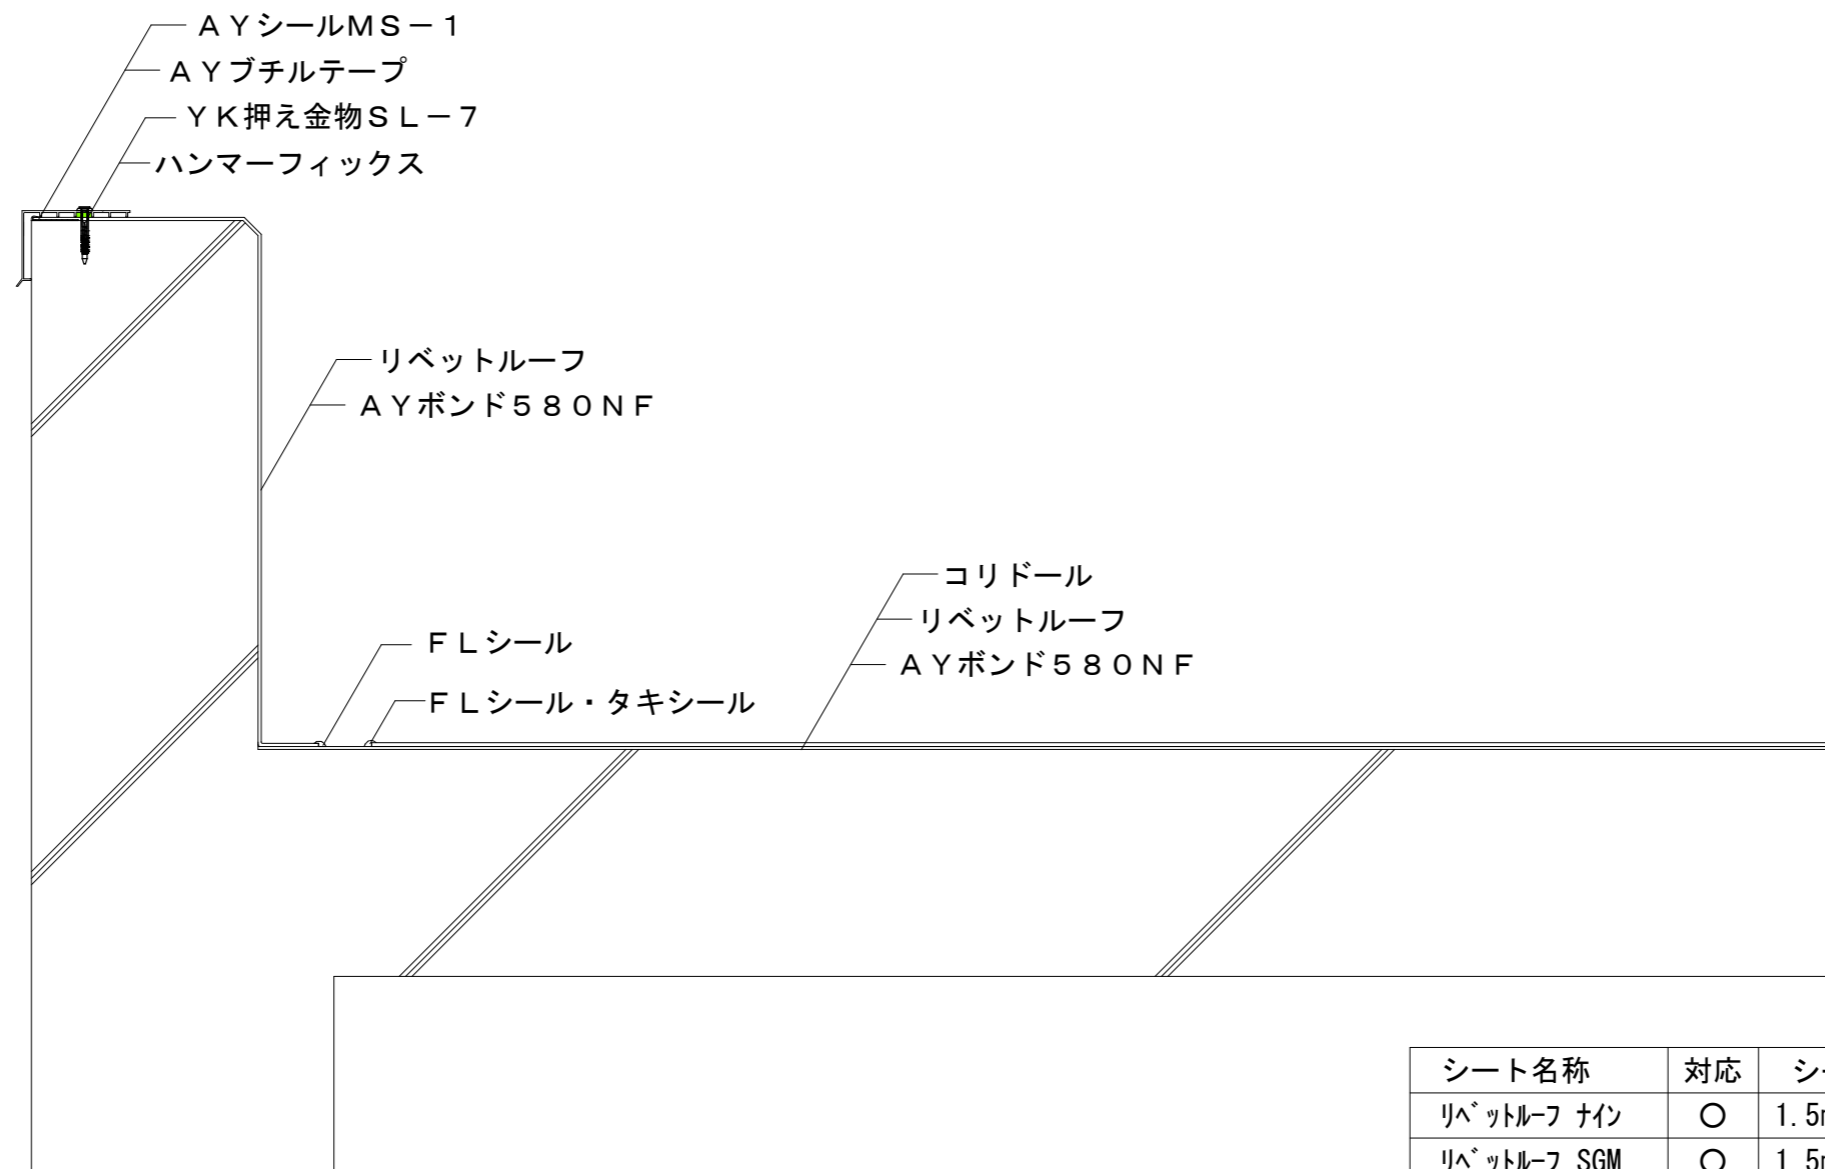 ＡＹシールＭＳ－１
ＡＹブチルテープ
ＹＫ押え金物ＳＬ－７
ハンマーフィックス
リベットルーフ
ＡＹボンド５８０ＮＦ
コリドール
リベットルーフ
ＡＹボンド５８０ＮＦ
ＦＬシール
ＦＬシール・タキシール
シート名称 対応
ﾘﾍﾞｯﾄﾙｰﾌ ﾅｲﾝ ○ 1.5
ﾘﾍﾞｯﾄﾙｰﾌ SGM ○ 1.5